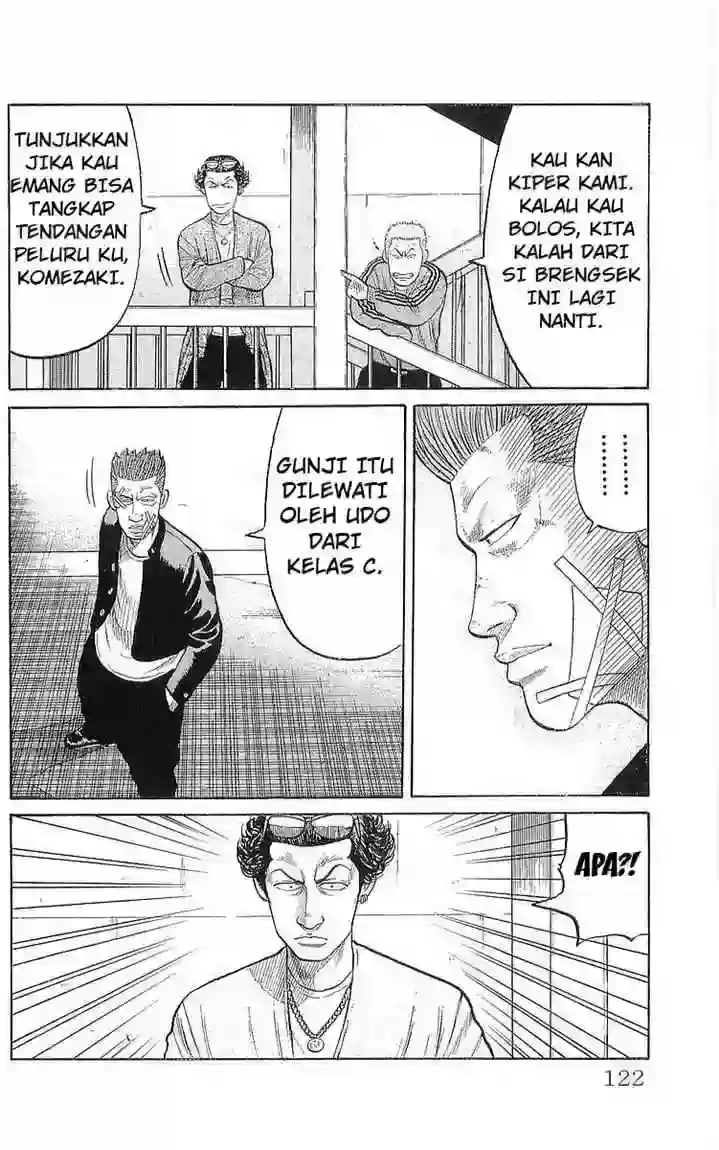 KAU KAN
KIPER KAMI.
KALAU KAU
BOLOS, KITA
KALAH DARI
SI BRENGSEK
INI LAGI
NANTI.
TUNJUKKAN
JIKA KAU
EMANG BISA
TANGKAP
TENDANGAN
PELURU KU,
KOMEZAKI.
GUNJI ITU
DILEWATI
OLEH UDO
DARI
KELAS C.
APA?!
122